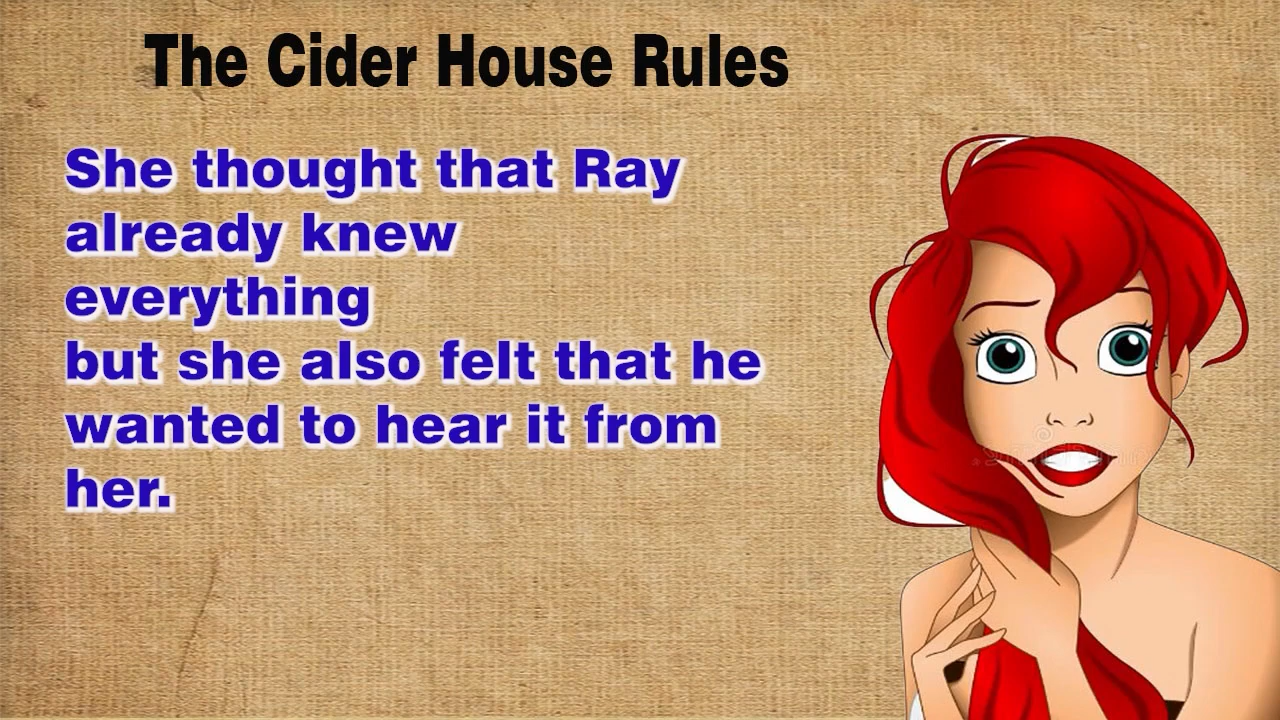 The Cider House Rules
She thought that Ray
already knew
everything
but she also felt that he
wanted to hear it from
her.